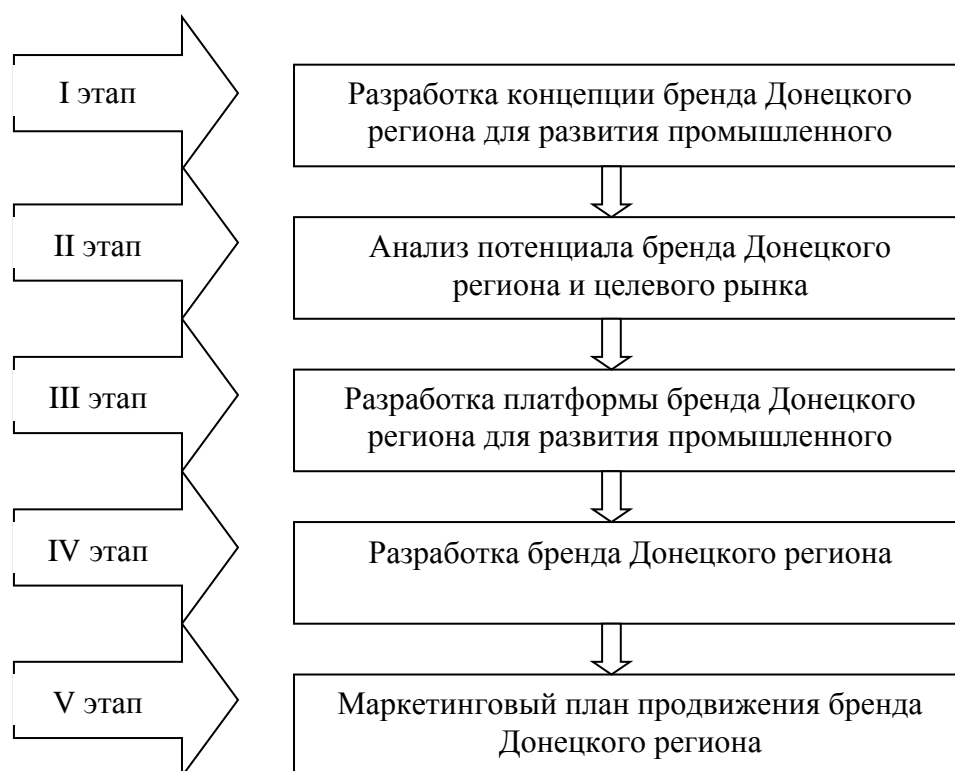 I этап
Разработка концепции бренда Донецкого
региона для развития промышленного
II этап
Анализ потенциала бренда Донецкого
региона и целевого рынка
III этап
Разработка платформы бренда Донецкого
региона для развития промышленного
IV этап
Разработка бренда Донецкого региона
V этап
Маркетинговый план продвижения бренда
Донецкого региона